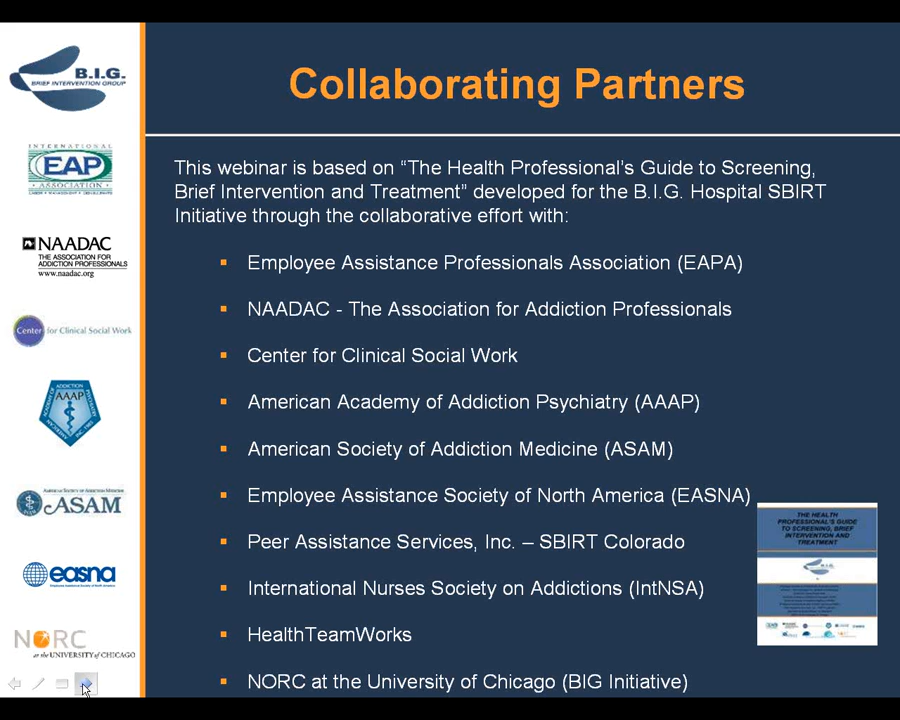 B.I.G.
BRIEF INTERVENTION GROUP
INTERNATIONAL
EAP
ASSOCIATION
NAADAC
THE ASSOCIATION FOR
ADDICTION PROFESSIONALS
www.naadac.org
Center for Clinical Social Work
AAAP
AMERICAN SOCIETY OF ADDICTION MEDICINE
ASAM
easna
NORC
at the UNIVERSITY of CHICAGO
Collaborating Partners
This webinar is based on “The Health Professional’s Guide to Screening,
Brief Intervention and Treatment” developed for the B.I.G. Hospital SBIRT
Initiative through the collaborative effort with:
▪ Employee Assistance Professionals Association (EAPA)
▪ NAADAC - The Association for Addiction Professionals
▪ Center for Clinical Social Work
▪ American Academy of Addiction Psychiatry (AAAP)
▪ American Society of Addiction Medicine (ASAM)
▪ Employee Assistance Society of North America (EASNA)
▪ Peer Assistance Services, Inc. – SBIRT Colorado
▪ International Nurses Society on Addictions (IntNSA)
▪ HealthTeamWorks
▪ NORC at the University of Chicago (BIG Initiative)
THE HEALTH
PROFESSIONAL'S GUIDE
TO SCREENING, BRIEF
INTERVENTION AND
TREATMENT